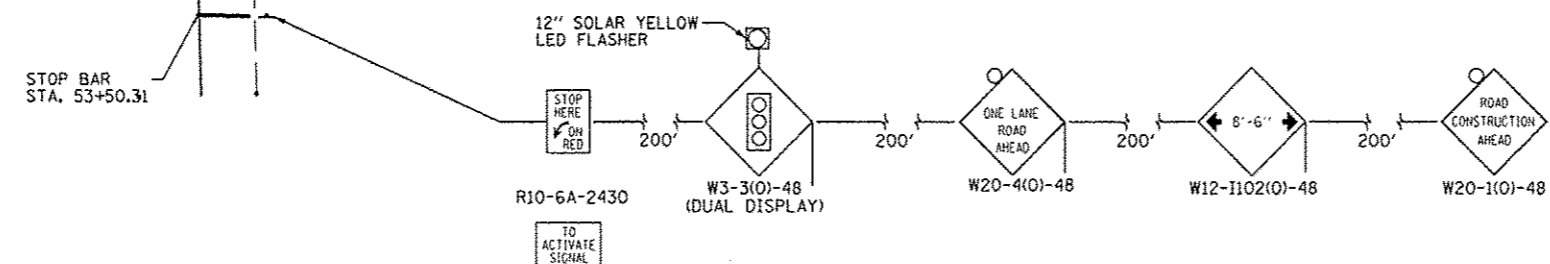 12" SOLAR YELLOW
LED FLASHER
STOP BAR
STA. 53+50.31
STOP
HERE
ON
RED
200'
200'
ONE LANE
ROAD
AHEAD
200'
8'-6"
200'
ROAD
CONSTRUCTION
AHEAD
R10-6A-2430
W3-3(O)-48
(DUAL DISPLAY)
W20-4(O)-48
W12-I102(O)-48
W20-1(O)-48
TO
ACTIVATE
SIGNAL